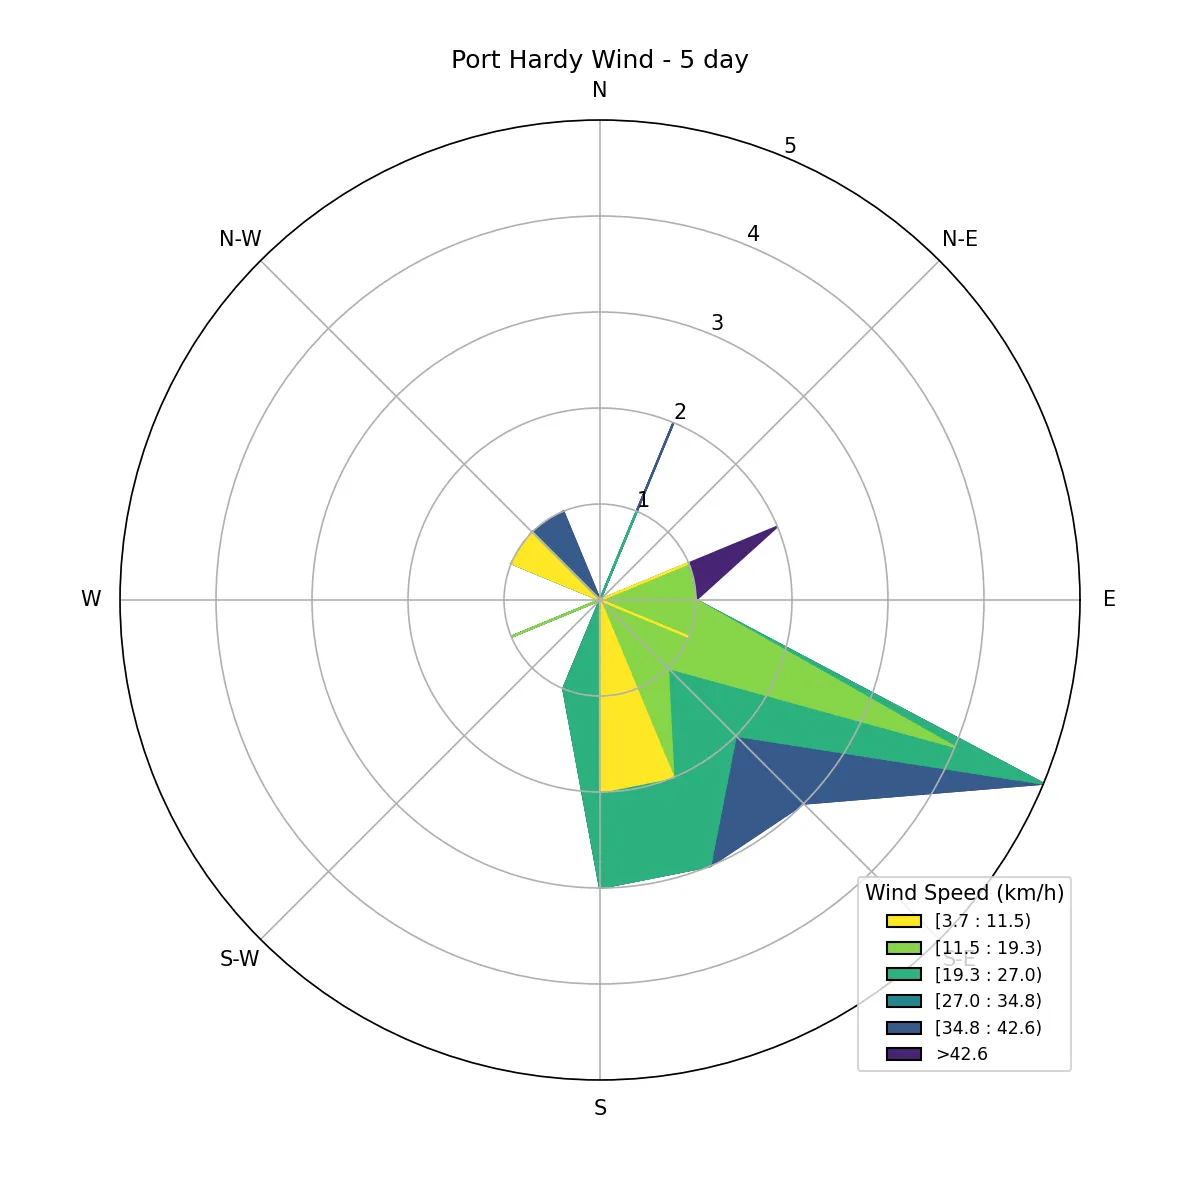 Port Hardy Wind - 5 day
N
5
N-W
N-E
4
3
2
1
W
E
Wind Speed (km/h)
[3.7 : 11.5)
[11.5 : 19.3)
S-W
S-E
[19.3 : 27.0)
[27.0 : 34.8)
[34.8 : 42.6)
>42.6
S